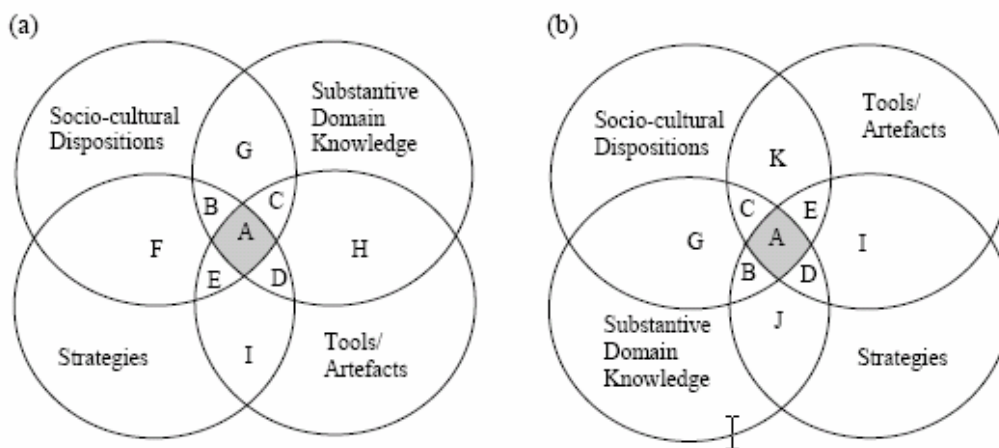 (a)
Socio-cultural
Dispositions
Substantive
Domain
Knowledge
G
B
C
A
F
H
E
D
Strategies
I
Tools/
Artefacts
(b)
Socio-cultural
Dispositions
Tools/
Artefacts
K
C
E
A
G
I
B
D
Substantive
Domain
Knowledge
J
Strategies